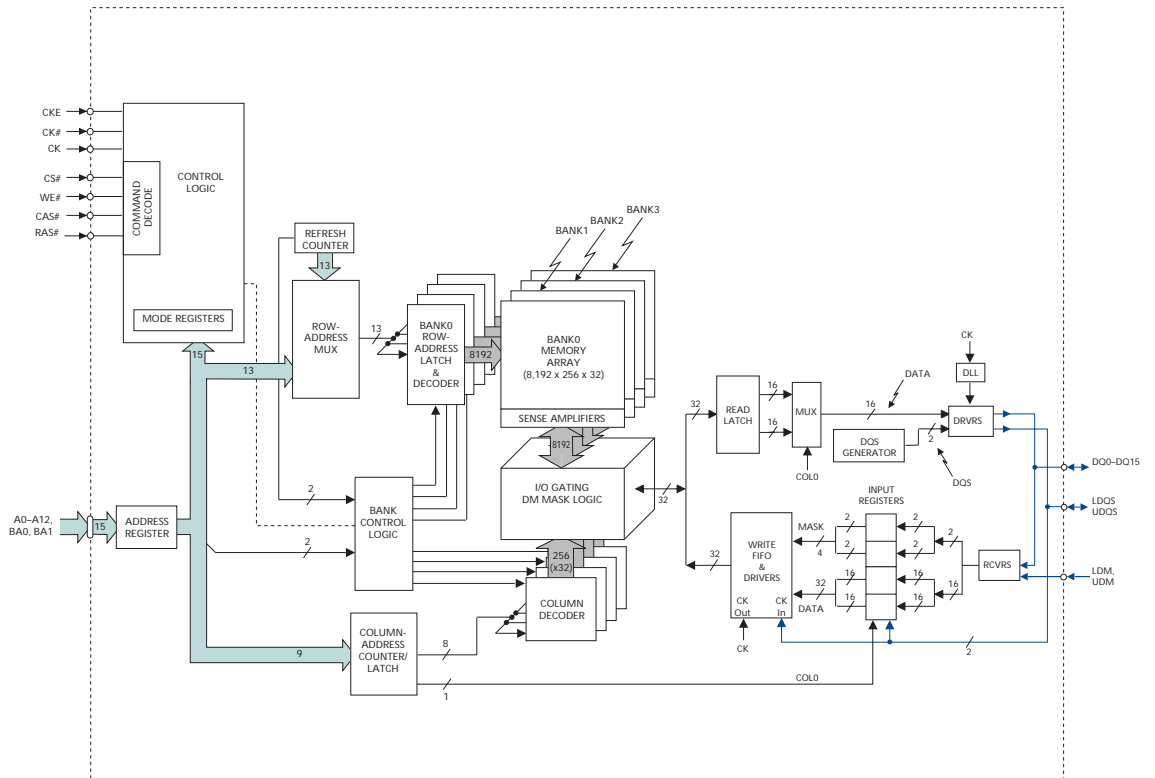 CKE
CK#
CK
CS#
WE#
CAS#
RAS#
CONTROL
LOGIC
COMMAND
DECODE
MODE REGISTERS
15
13
REFRESH
COUNTER
13
ROW-
ADDRESS
MUX
13
BANK0
ROW-
ADDRESS
LATCH
&
DECODER
8192
BANK1
BANK2
BANK3
BANK0
MEMORY
ARRAY
(8,192 x 256 x 32)
SENSE AMPLIFIERS
8192
I/O GATING
DM MASK LOGIC
32
2
2
BANK
CONTROL
LOGIC
256
(x32)
COLUMN
DECODER
A0–A12,
BA0, BA1
15
ADDRESS
REGISTER
9
COLUMN-
ADDRESS
COUNTER/
LATCH
8
1
COL0
32
READ
LATCH
16
16
MUX
COL0
16
DATA
DQS
GENERATOR
2
DQS
CK
DLL
DRVRS
DQ0–DQ15
LDQS
UDQS
LDM,
UDM
32
WRITE
FIFO
&
DRIVERS
CK
Out
CK
In
CK
MASK
4
32
DATA
INPUT
REGISTERS
2
2
16
16
2
2
16
16
2
16
RCVRS
2